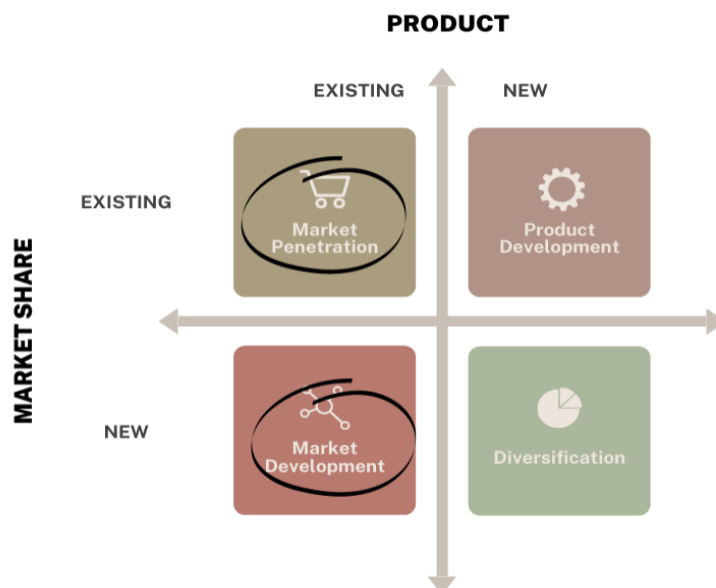 PRODUCT
EXISTING
NEW
EXISTING
Market
Penetration
Product
Development
MARKET SHARE
NEW
Market
Development
Diversification